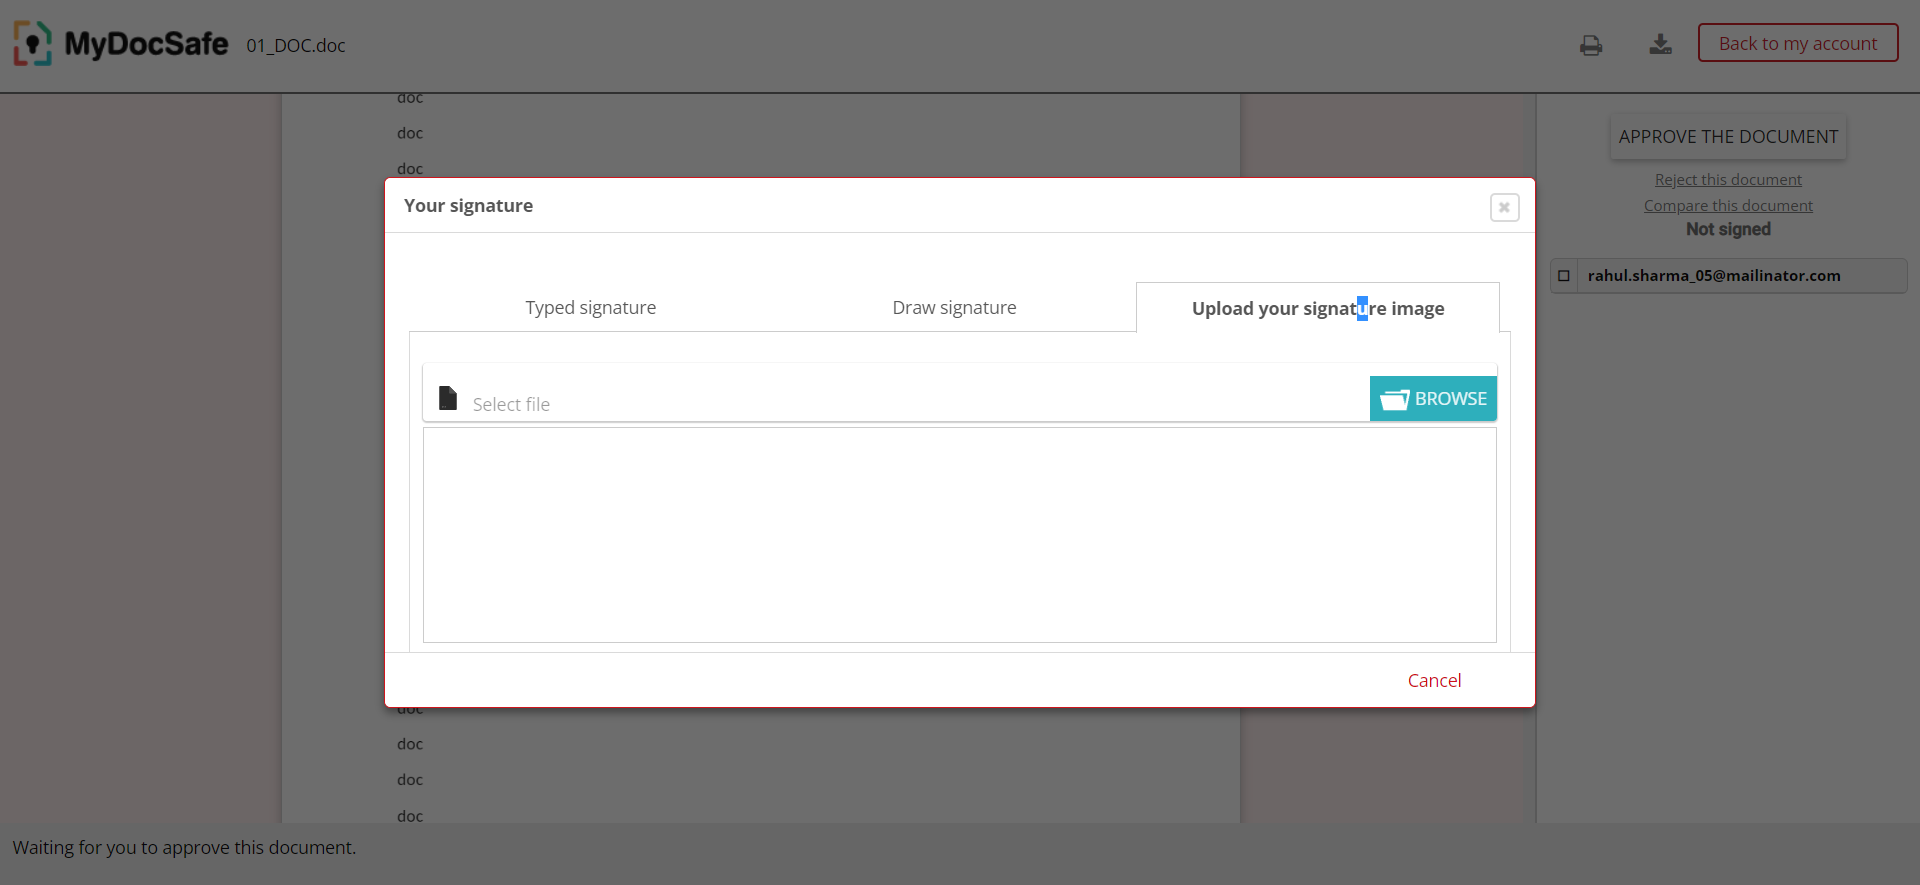 MyDocSafe 01_DOC.doc Back to my account
doc
doc
doc
APPROVE THE DOCUMENT
Reject this document
Compare this document
Not signed
rahul.sharma_05@mailinator.com
Your signature
Typed signature Draw signature Upload your signature image
Select file BROWSE
Cancel
doc
doc
doc
doc
Waiting for you to approve this document.